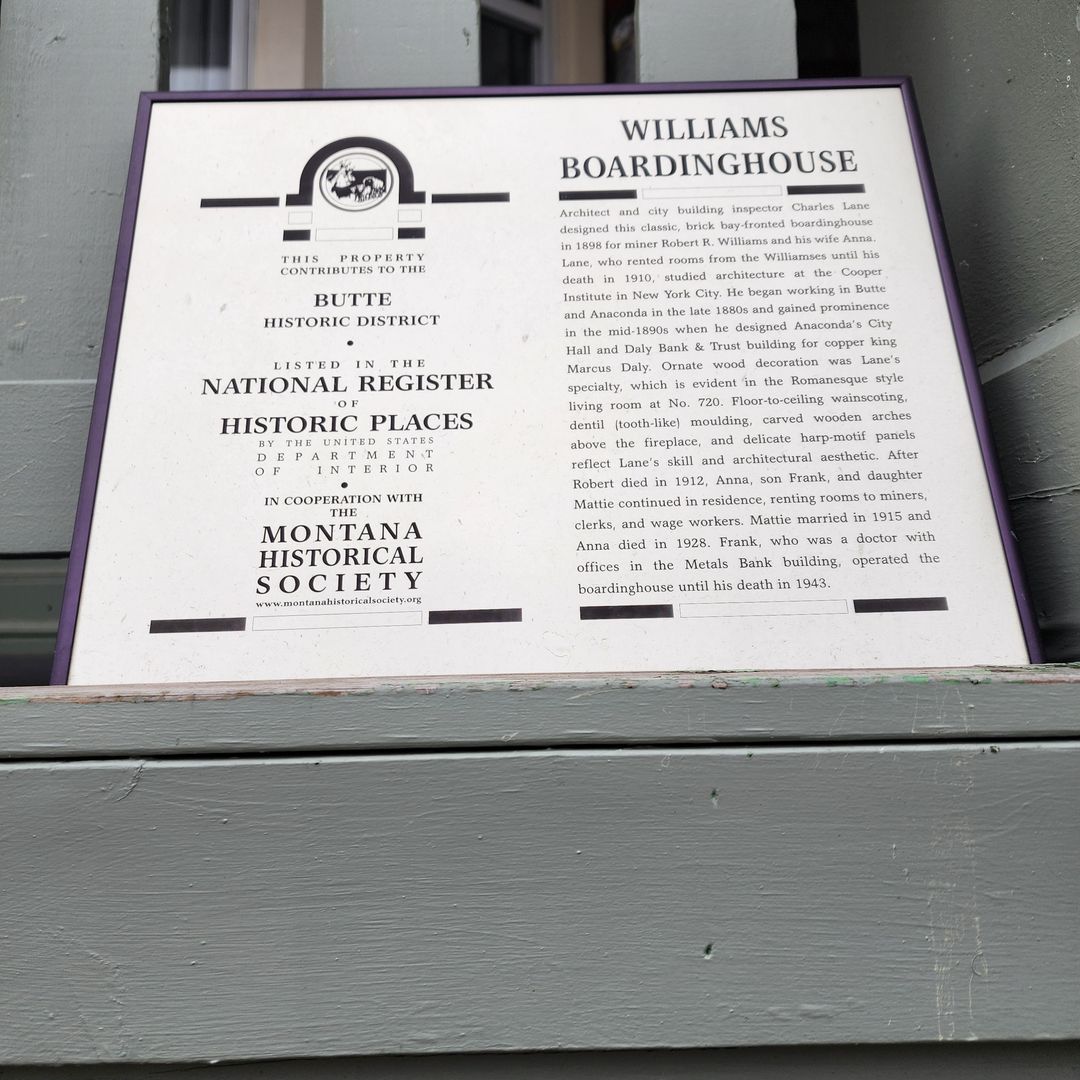 THIS PROPERTY
CONTRIBUTES TO THE
BUTTE
HISTORIC DISTRICT
LISTED IN THE
NATIONAL REGISTER
OF
HISTORIC PLACES
BY THE UNITED STATES
DEPARTMENT
OF INTERIOR
IN COOPERATION WITH
THE
MONTANA
HISTORICAL
SOCIETY
www.montanahistoricalsociety.org
WILLIAMS
BOARDINGHOUSE
Architect and city building inspector Charles Lane
designed this classic, brick bay-fronted boardinghouse
in 1898 for miner Robert R. Williams and his wife Anna.
Lane, who rented rooms from the Williamses until his
death in 1910, studied architecture at the Cooper
Institute in New York City. He began working in Butte
and Anaconda in the late 1880s and gained prominence
in the mid-1890s when he designed Anaconda's City
Hall and Daly Bank & Trust building for copper king
Marcus Daly. Ornate wood decoration was Lane's
specialty, which is evident in the Romanesque style
living room at No. 720. Floor-to-ceiling wainscoting,
dentil (tooth-like) moulding, carved wooden arches
above the fireplace, and delicate harp-motif panels
reflect Lane's skill and architectural aesthetic. After
Robert died in 1912, Anna, son Frank, and daughter
Mattie continued in residence, renting rooms to miners,
clerks, and wage workers. Mattie married in 1915 and
Anna died in 1928. Frank, who was a doctor with
offices in the Metals Bank building, operated the
boardinghouse until his death in 1943.